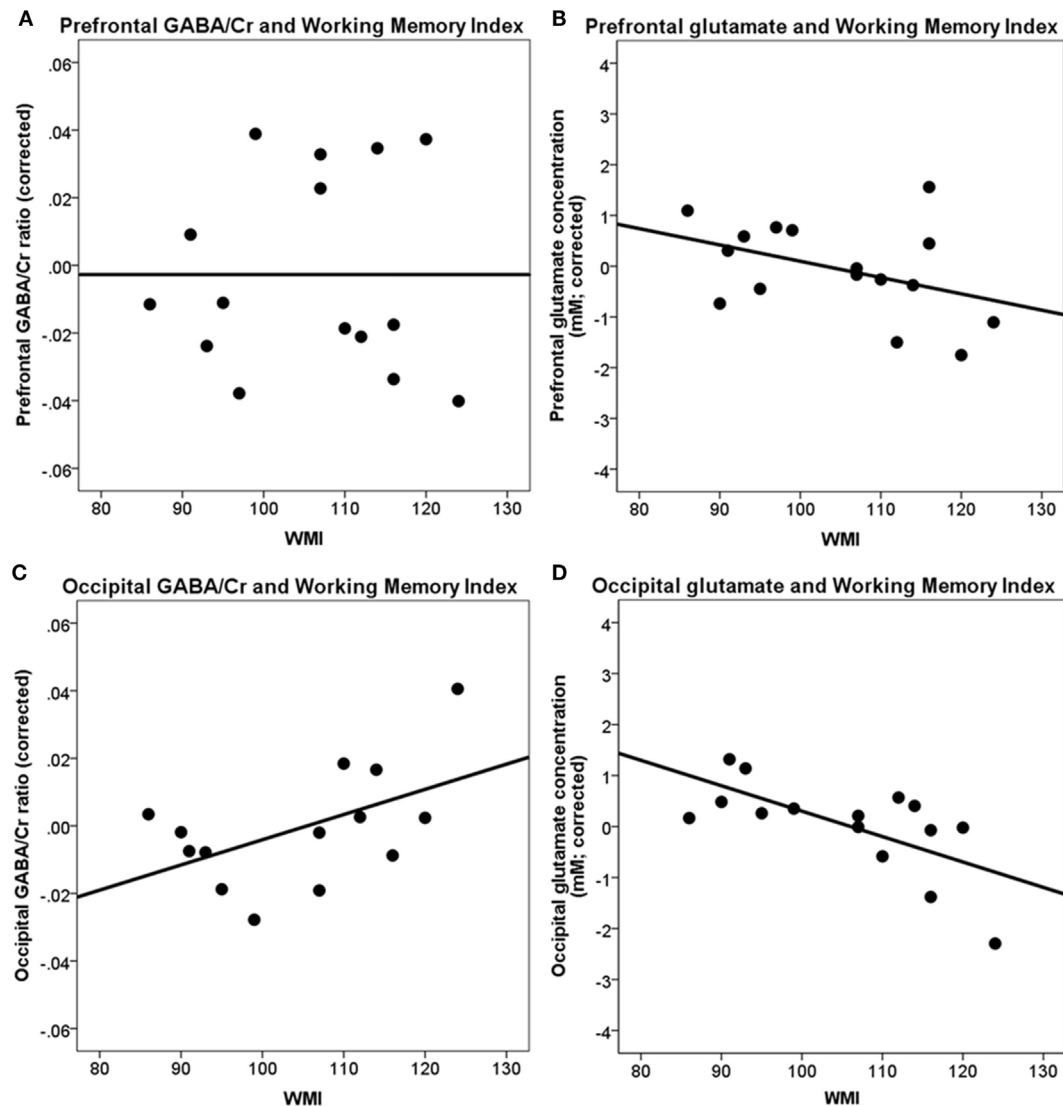 A
Prefrontal GABA/Cr and Working Memory Index
Prefrontal GABA/Cr ratio (corrected)
.06
.04
.02
.00
-.02
-.04
-.06
80 90 100 110 120 130
WMI
B
Prefrontal glutamate and Working Memory Index
Prefrontal glutamate concentration
(mM; corrected)
4
3
2
1
0
-1
-2
-3
-4
80 90 100 110 120 130
WMI
C
Occipital GABA/Cr and Working Memory Index
Occipital GABA/Cr ratio (corrected)
.06
.04
.02
.00
-.02
-.04
-.06
80 90 100 110 120 130
WMI
D
Occipital glutamate and Working Memory Index
Occipital glutamate concentration
(mM; corrected)
4
3
2
1
0
-1
-2
-3
-4
80 90 100 110 120 130
WMI